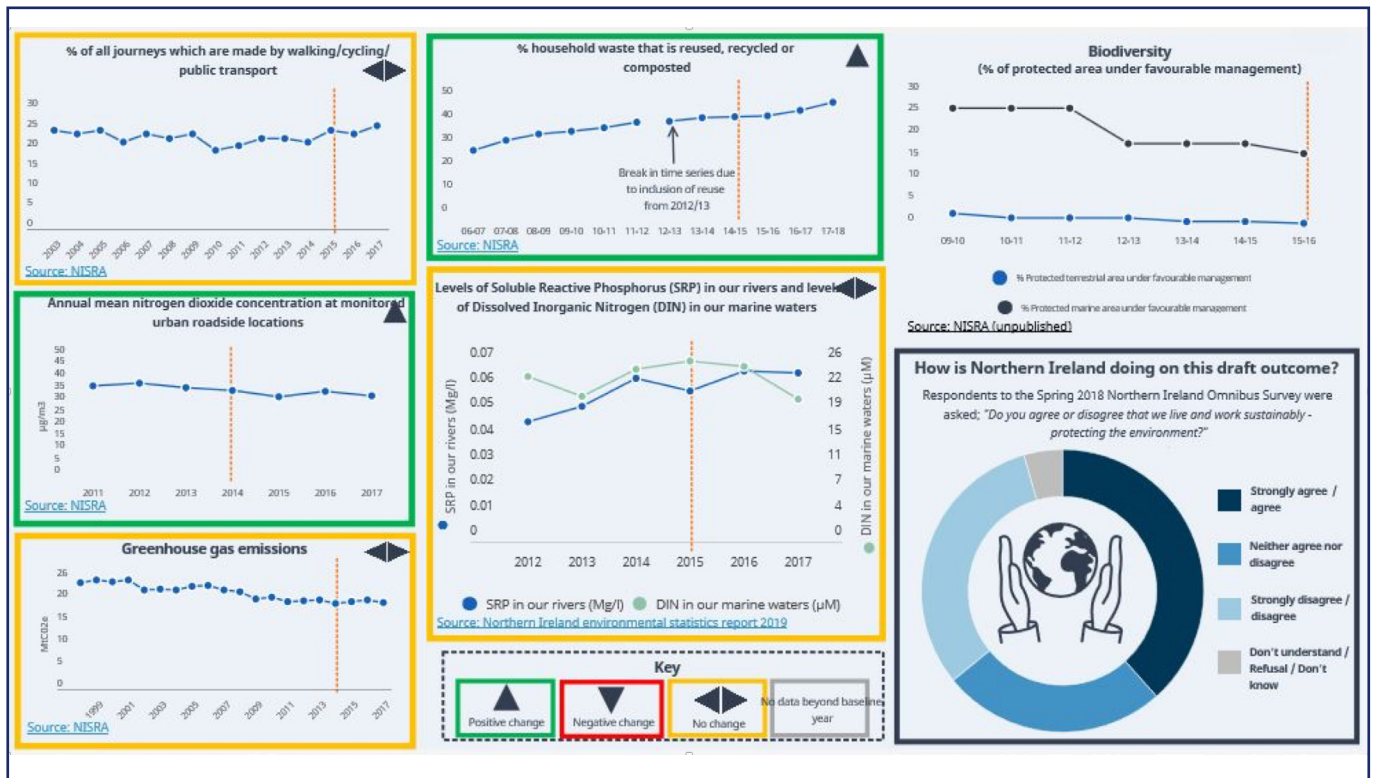 % of all journeys which are made by walking/cycling/
public transport
30
25
20
15
10
5
0
2003
2004
2005
2006
2007
2008
2009
2010
2011
2012
2013
2014
2015
2016
2017
Source: NISRA
% household waste that is reused, recycled or
composted
50
40
30
20
10
0
Break in time series due
to inclusion of reuse
from 2012/13
06-07 07-08 08-09 09-10 10-11 11-12 12-13 13-14 14-15 15-16 16-17 17-18
Source: NISRA
Biodiversity
(% of protected area under favourable management)
30
25
20
15
10
5
0
09-10 10-11 11-12 12-13 13-14 14-15 15-16
% Protected terrestrial area under favourable management
% Protected marine area under favourable management
Source: NISRA (unpublished)
Annual mean nitrogen dioxide concentration at monitored
urban roadside locations
µg/m3
50
45
40
35
30
25
20
15
10
5
0
2011 2012 2013 2014 2015 2016 2017
Source: NISRA
Levels of Soluble Reactive Phosphorus (SRP) in our rivers and levels
of Dissolved Inorganic Nitrogen (DIN) in our marine waters
SRP in our rivers (Mg/l)
0.07
0.06
0.05
0.04
0.03
0.02
0.01
0
26
22
19
15
11
7
4
0
DIN in our marine waters (µM)
2012 2013 2014 2015 2016 2017
SRP in our rivers (Mg/l) DIN in our marine waters (µM)
Source: Northern Ireland environmental statistics report 2019
Greenhouse gas emissions
MtC02e
26
20
15
10
5
0
1999
2001
2003
2005
2007
2009
2011
2013
2015
2017
Source: NISRA
Key
Positive change
Negative change
No change
No data beyond baseline
year
How is Northern Ireland doing on this draft outcome?
Respondents to the Spring 2018 Northern Ireland Omnibus Survey were
asked; "Do you agree or disagree that we live and work sustainably -
protecting the environment?"
Strongly agree /
agree
Neither agree nor
disagree
Strongly disagree /
disagree
Don't understand /
Refusal / Don't
know